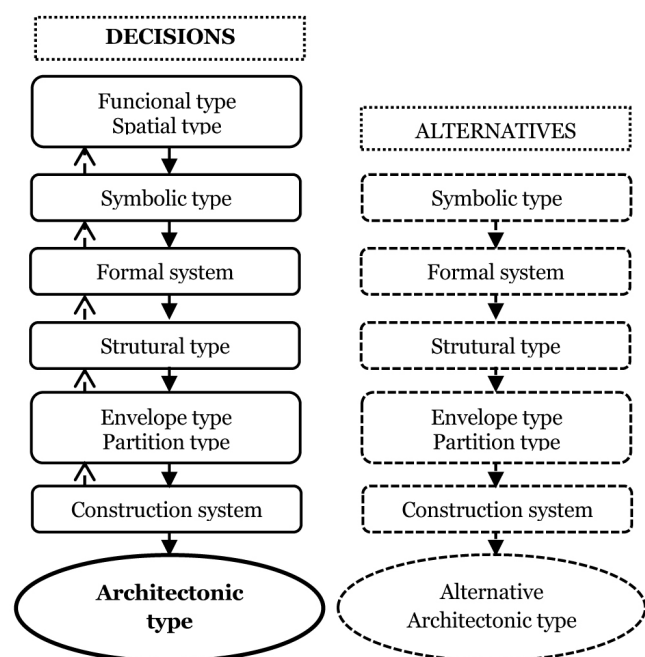 DECISIONS
Funcional type
Spatial type
Symbolic type
Formal system
Strutural type
Envelope type
Partition type
Construction system
Architectonic
type
ALTERNATIVES
Symbolic type
Formal system
Strutural type
Envelope type
Partition type
Construction system
Alternative
Architectonic type